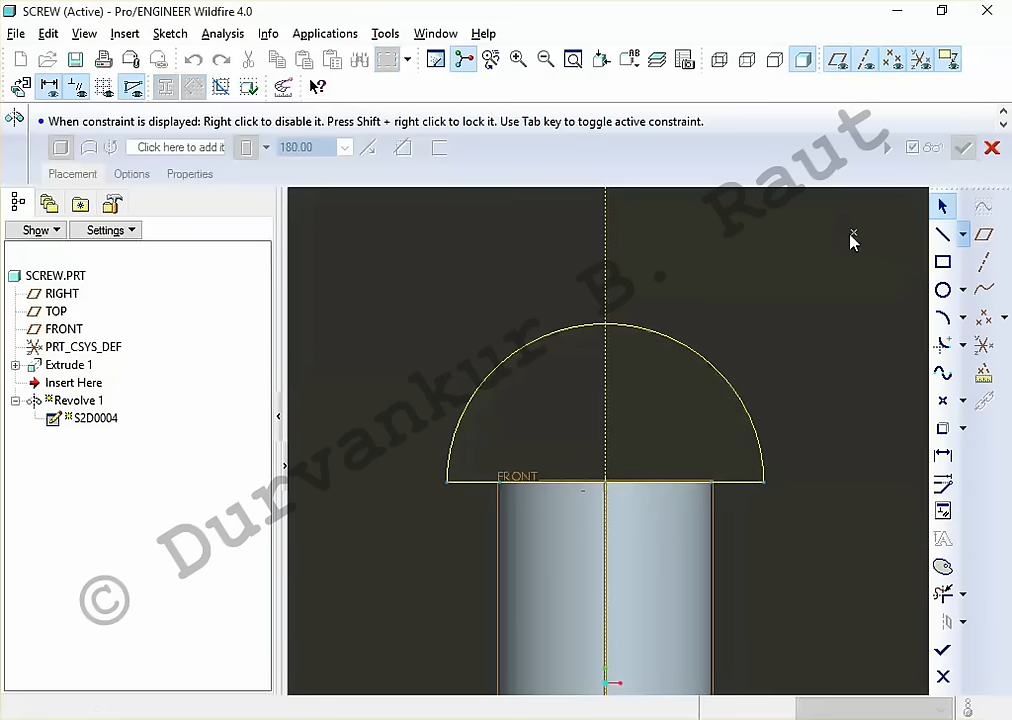 SCREW (Active) - Pro/ENGINEER Wildfire 4.0
File Edit View Insert Sketch Analysis Info Applications Tools Window Help
When constraint is displayed: Right click to disable it. Press Shift + right click to lock it. Use Tab key to toggle active constraint.
Click here to add it 180.00
Placement Options Properties
Show Settings
SCREW.PRT
RIGHT
TOP
FRONT
PRT_CSYS_DEF
Extrude 1
Insert Here
Revolve 1
S2D0004
FRONT
© Durvankur B. Raut